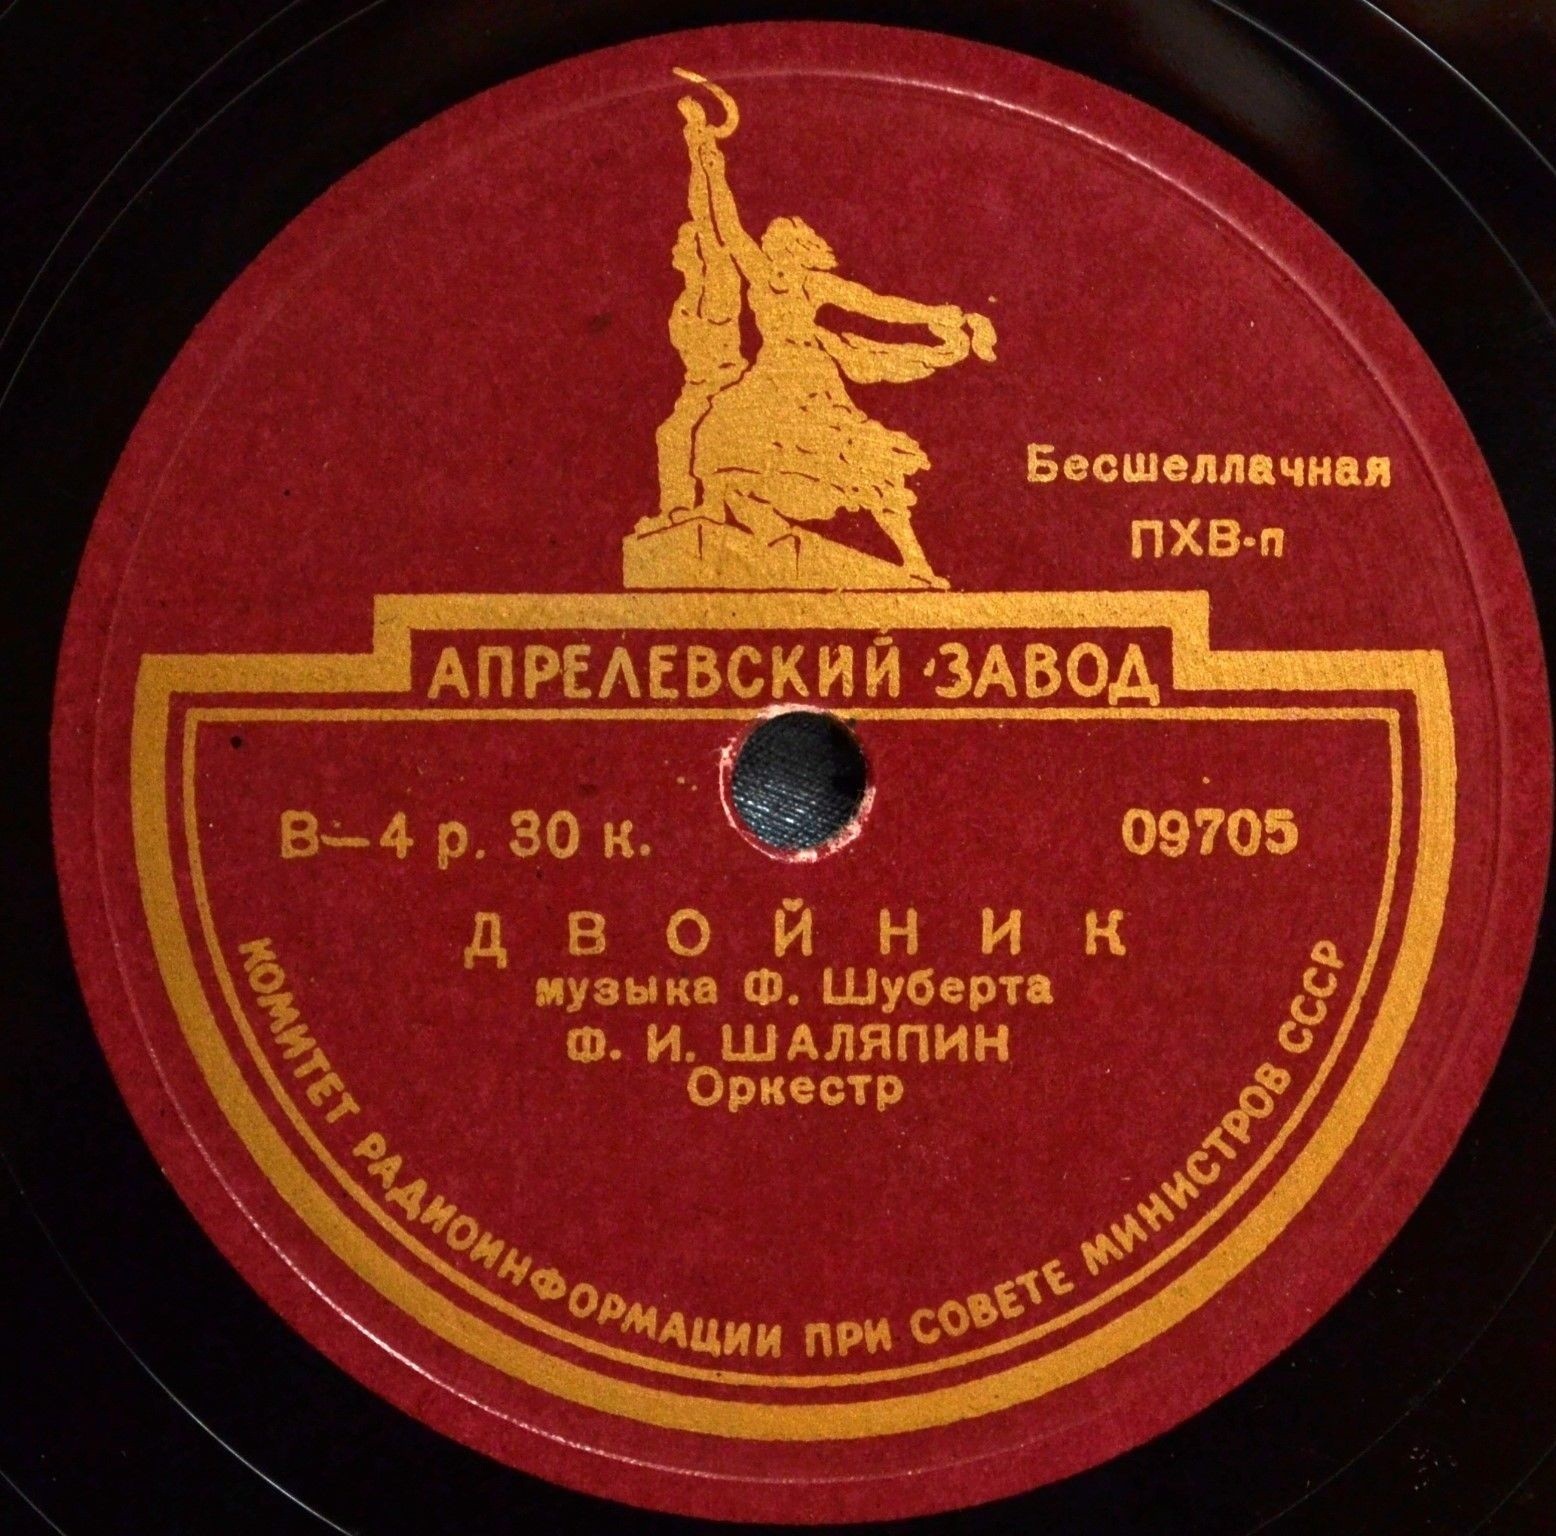 Бесшеллачная
ПХВ-п
АПРЕЛЕВСКИЙ ЗАВОД
В—4 р. 30 к.
09705
ДВОЙНИК
музыка Ф. Шуберта
Ф. И. ШАЛЯПИН
Оркестр
КОМИТЕТ РАДИОИНФОРМАЦИИ ПРИ СОВЕТЕ МИНИСТРОВ СССР